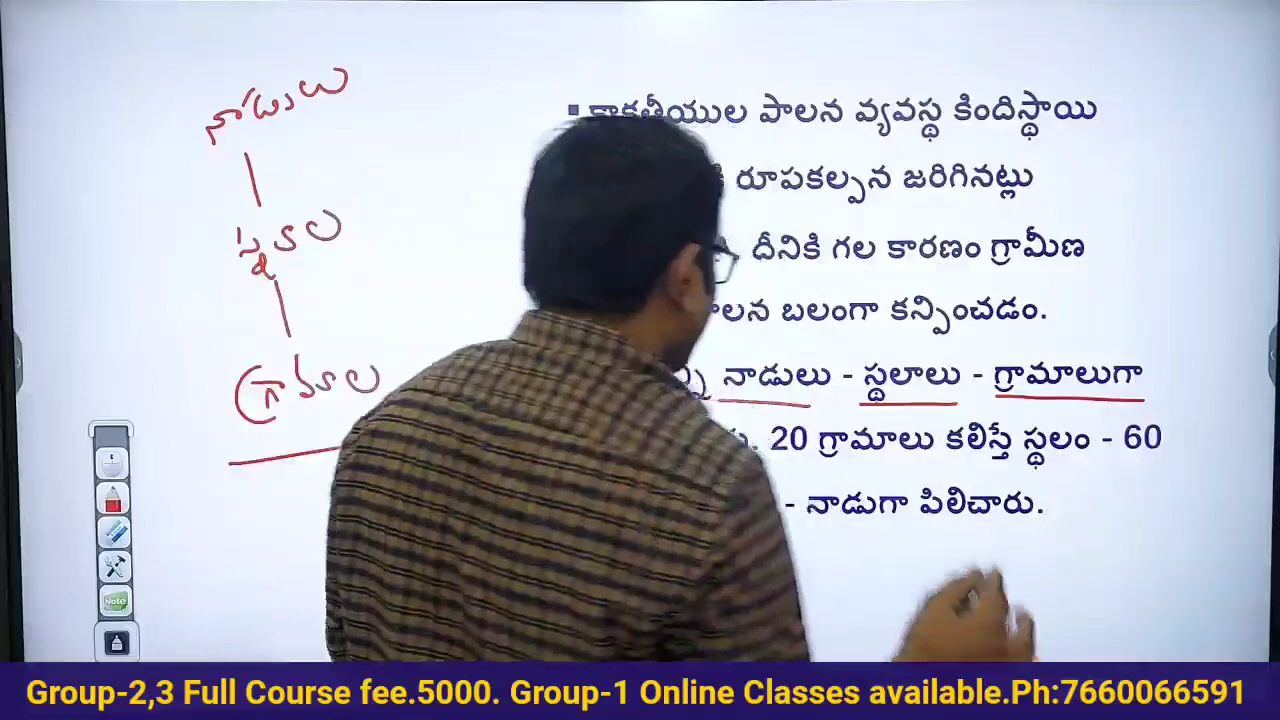 నాడులు
స్థలాల
గ్రామాల
▪ కాకతీయుల పాలన వ్యవస్థ కిందిస్థాయి
రూపకల్పన జరిగినట్లు
దీనికి గల కారణం గ్రామీణ
బలంగా కన్పించడం.
నాడులు - స్థలాలు - గ్రామాలుగా
20 గ్రామాలు కలిస్తే స్థలం - 60
- నాడుగా పిలిచారు.
Note
Group-2,3 Full Course fee.5000. Group-1 Online Classes available.Ph:7660066591